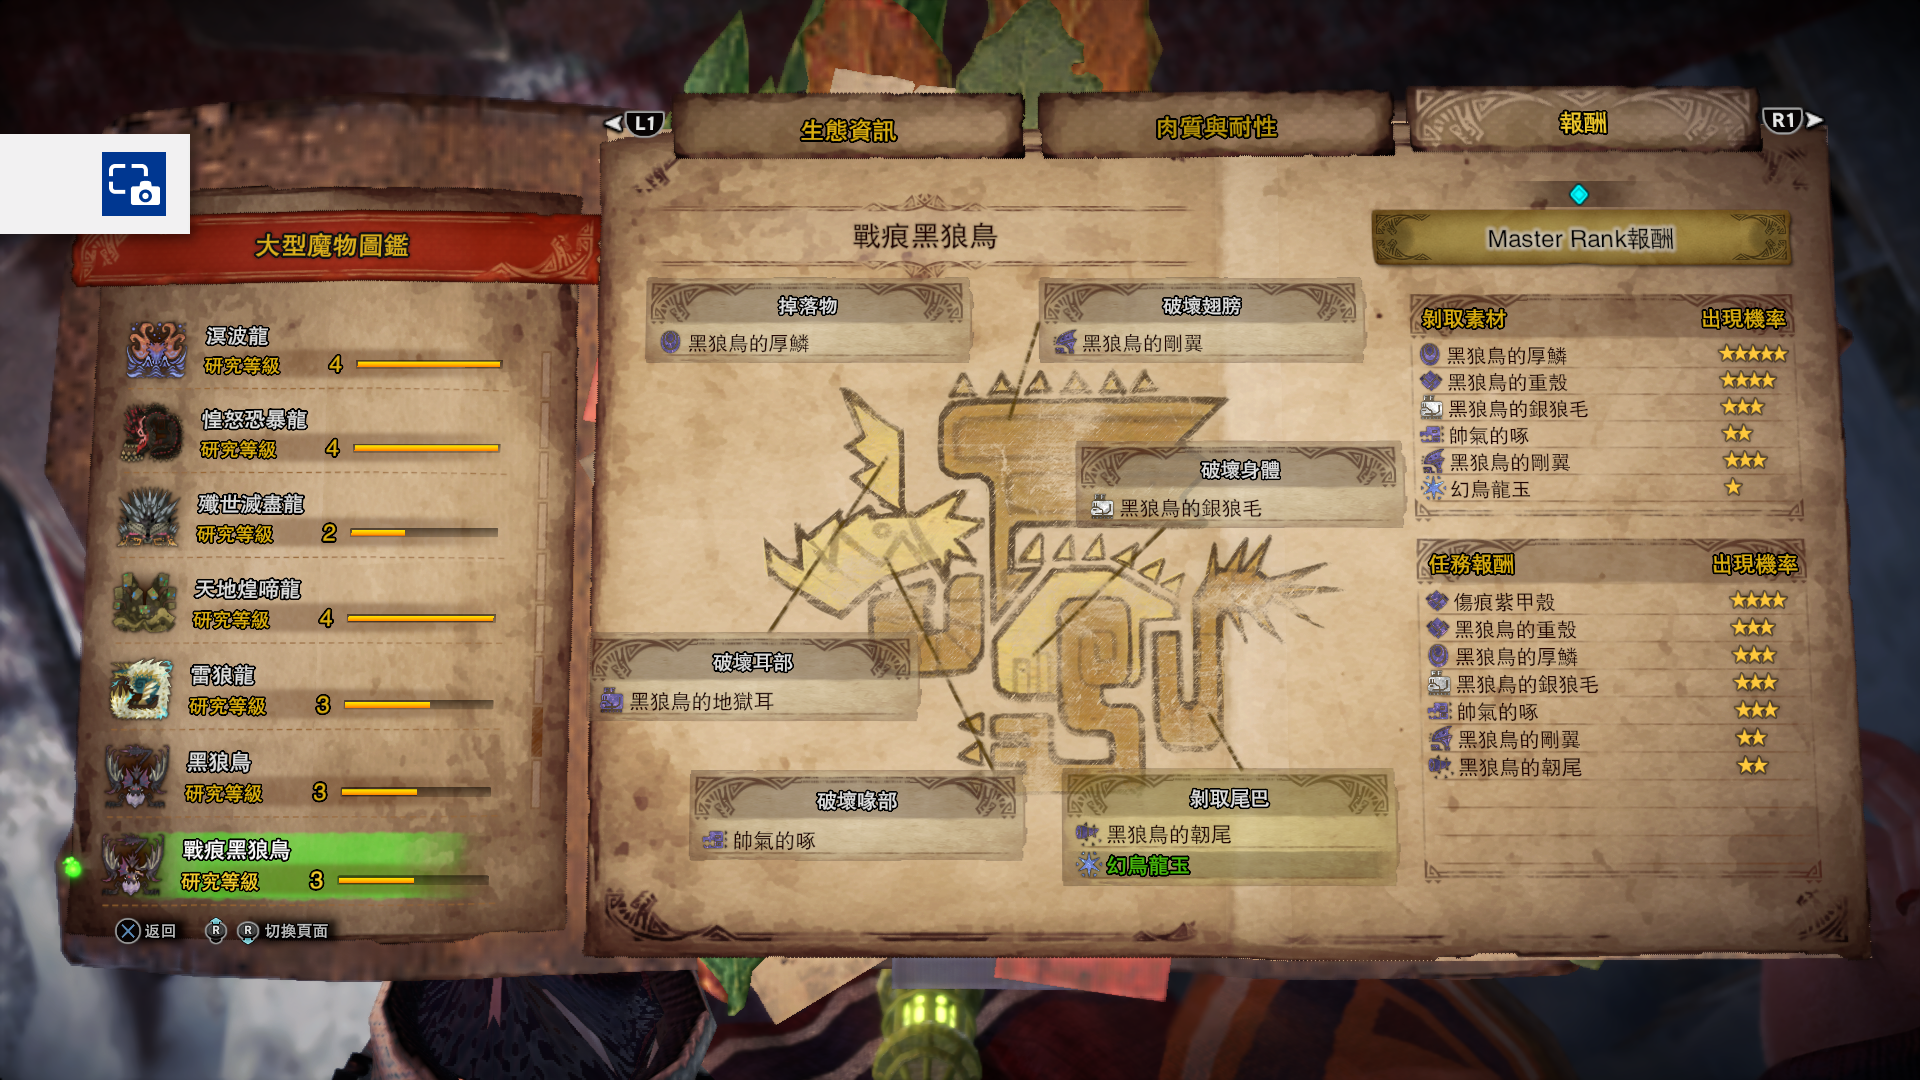 L1
生態資訊
肉質與耐性
報酬
R1
大型魔物圖鑑
溟波龍
研究等級 4
惶怒恐暴龍
研究等級 4
殲世滅盡龍
研究等級 2
天地煌啼龍
研究等級 4
雷狼龍
研究等級 3
黑狼鳥
研究等級 3
戰痕黑狼鳥
研究等級 3
返回
R R 切換頁面
戰痕黑狼鳥
掉落物
黑狼鳥的厚鱗
破壞翅膀
黑狼鳥的剛翼
破壞身體
黑狼鳥的銀狼毛
破壞耳部
黑狼鳥的地獄耳
破壞喙部
帥氣的啄
剝取尾巴
黑狼鳥的韌尾
幻鳥龍玉
Master Rank報酬
剝取素材 出現機率
黑狼鳥的厚鱗 ★★★★★
黑狼鳥的重殼 ★★★★
黑狼鳥的銀狼毛 ★★★
帥氣的啄 ★★
黑狼鳥的剛翼 ★★★
幻鳥龍玉 ★
任務報酬 出現機率
傷痕紫甲殼 ★★★★
黑狼鳥的重殼 ★★★
黑狼鳥的厚鱗 ★★★
黑狼鳥的銀狼毛 ★★★
帥氣的啄 ★★★
黑狼鳥的剛翼 ★★
黑狼鳥的韌尾 ★★